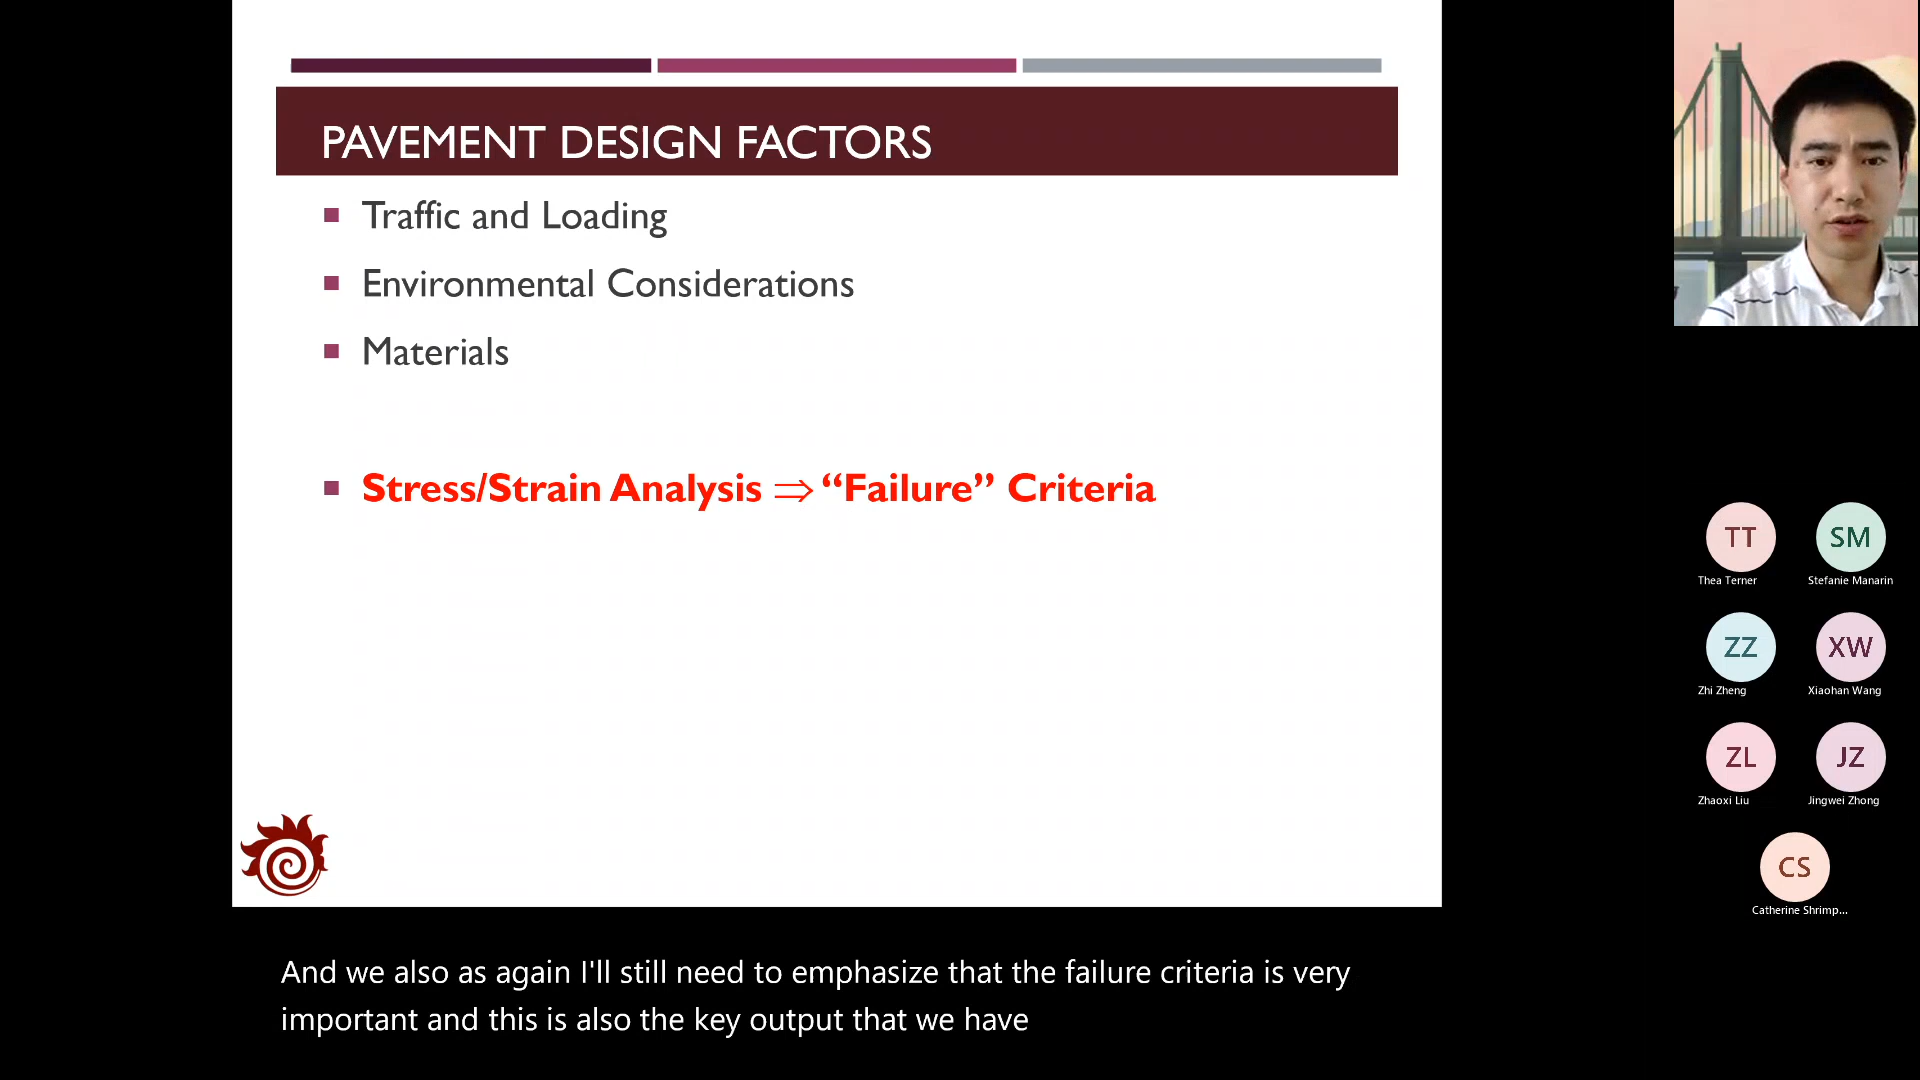 PAVEMENT DESIGN FACTORS
Traffic and Loading
Environmental Considerations
Materials
Stress/Strain Analysis ⇒ “Failure” Criteria
TT
SM
Thea Terner
Stefanie Manarin
ZZ
XW
Zhi Zheng
Xiaohan Wang
ZL
JZ
Zhaoxi Liu
Jingwei Zhong
CS
Catherine Shrimp...
And we also as again I'll still need to emphasize that the failure criteria is very
important and this is also the key output that we have